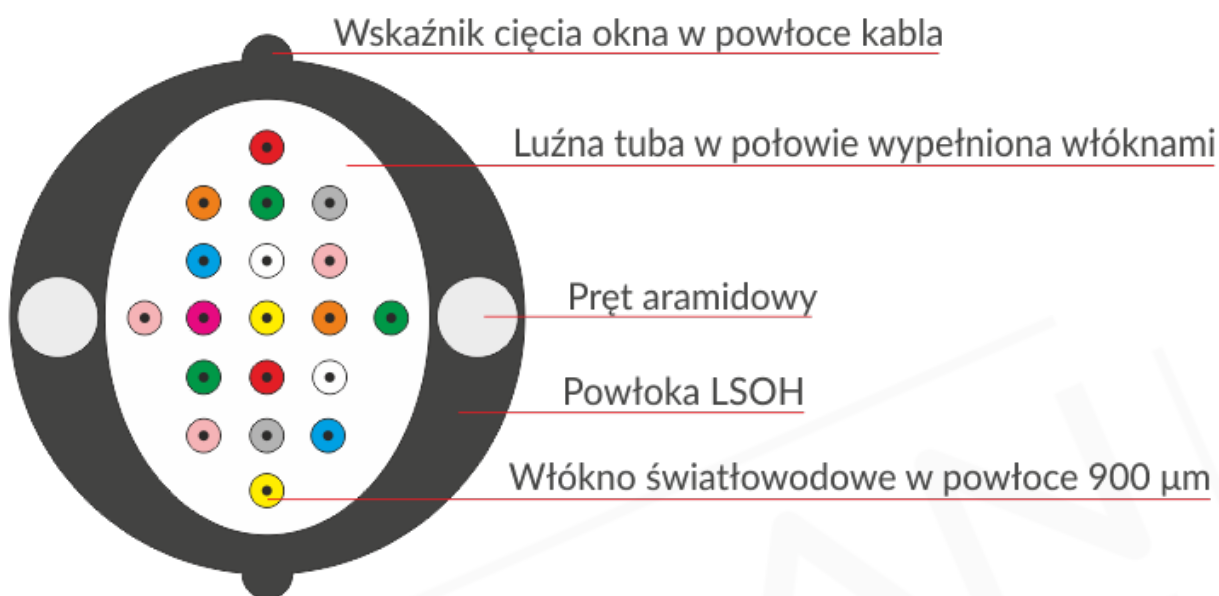 Wskaźnik cięcia okna w powłoce kabla
Luźna tuba w połowie wypełniona włóknami
Pręt aramidowy
Powłoka LSOH
Włókno światłowodowe w powłoce 900 µm